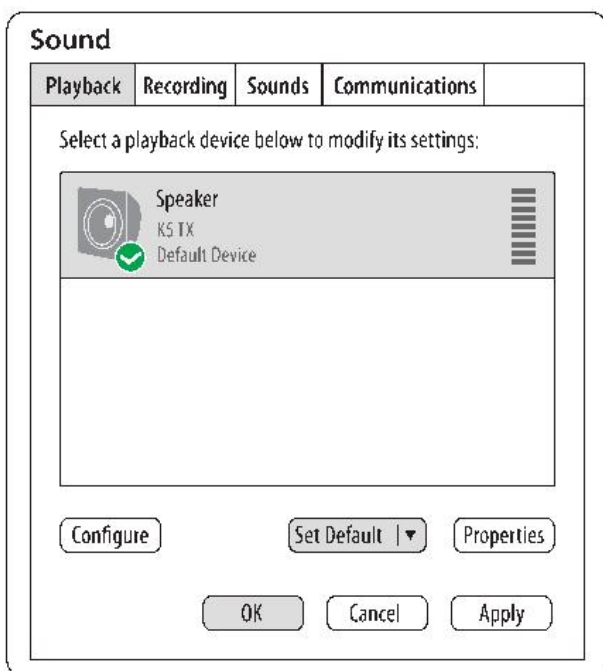 Sound
Playback Recording Sounds Communications
Select a playback device below to modify its settings:
Speaker
K5 TX
Default Device
Configure Set Default Properties
OK Cancel Apply